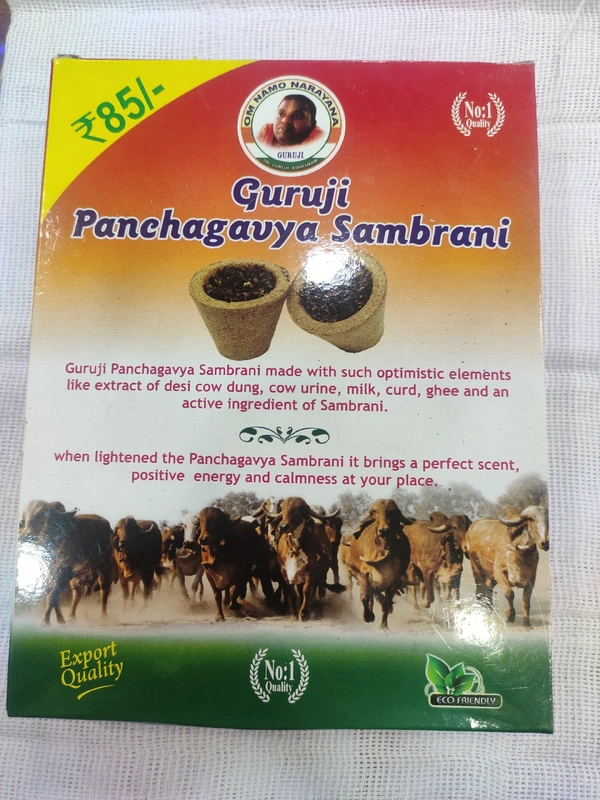 ₹85/-
OM NAMO NARAYANA
GURUJI
No:1
Quality
Guruji
Panchagavya Sambrani
Guruji Panchagavya Sambrani made with such optimistic elements
like extract of desi cow dung, cow urine, milk, curd, ghee and an
active ingredient of Sambrani.
when lightened the Panchagavya Sambrani it brings a perfect scent,
positive energy and calmness at your place.
Export
Quality
No:1
Quality
ECO FRIENDLY